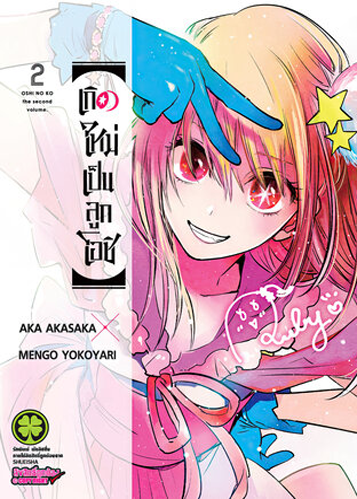 2
OSHI NO KO
the second
volume.
【เกิด
ใหม่
เป็น
ลูก
โอชิ】
AKA AKASAKA ×
MENGO YOKOYARI
Ruby
SHUEISHA